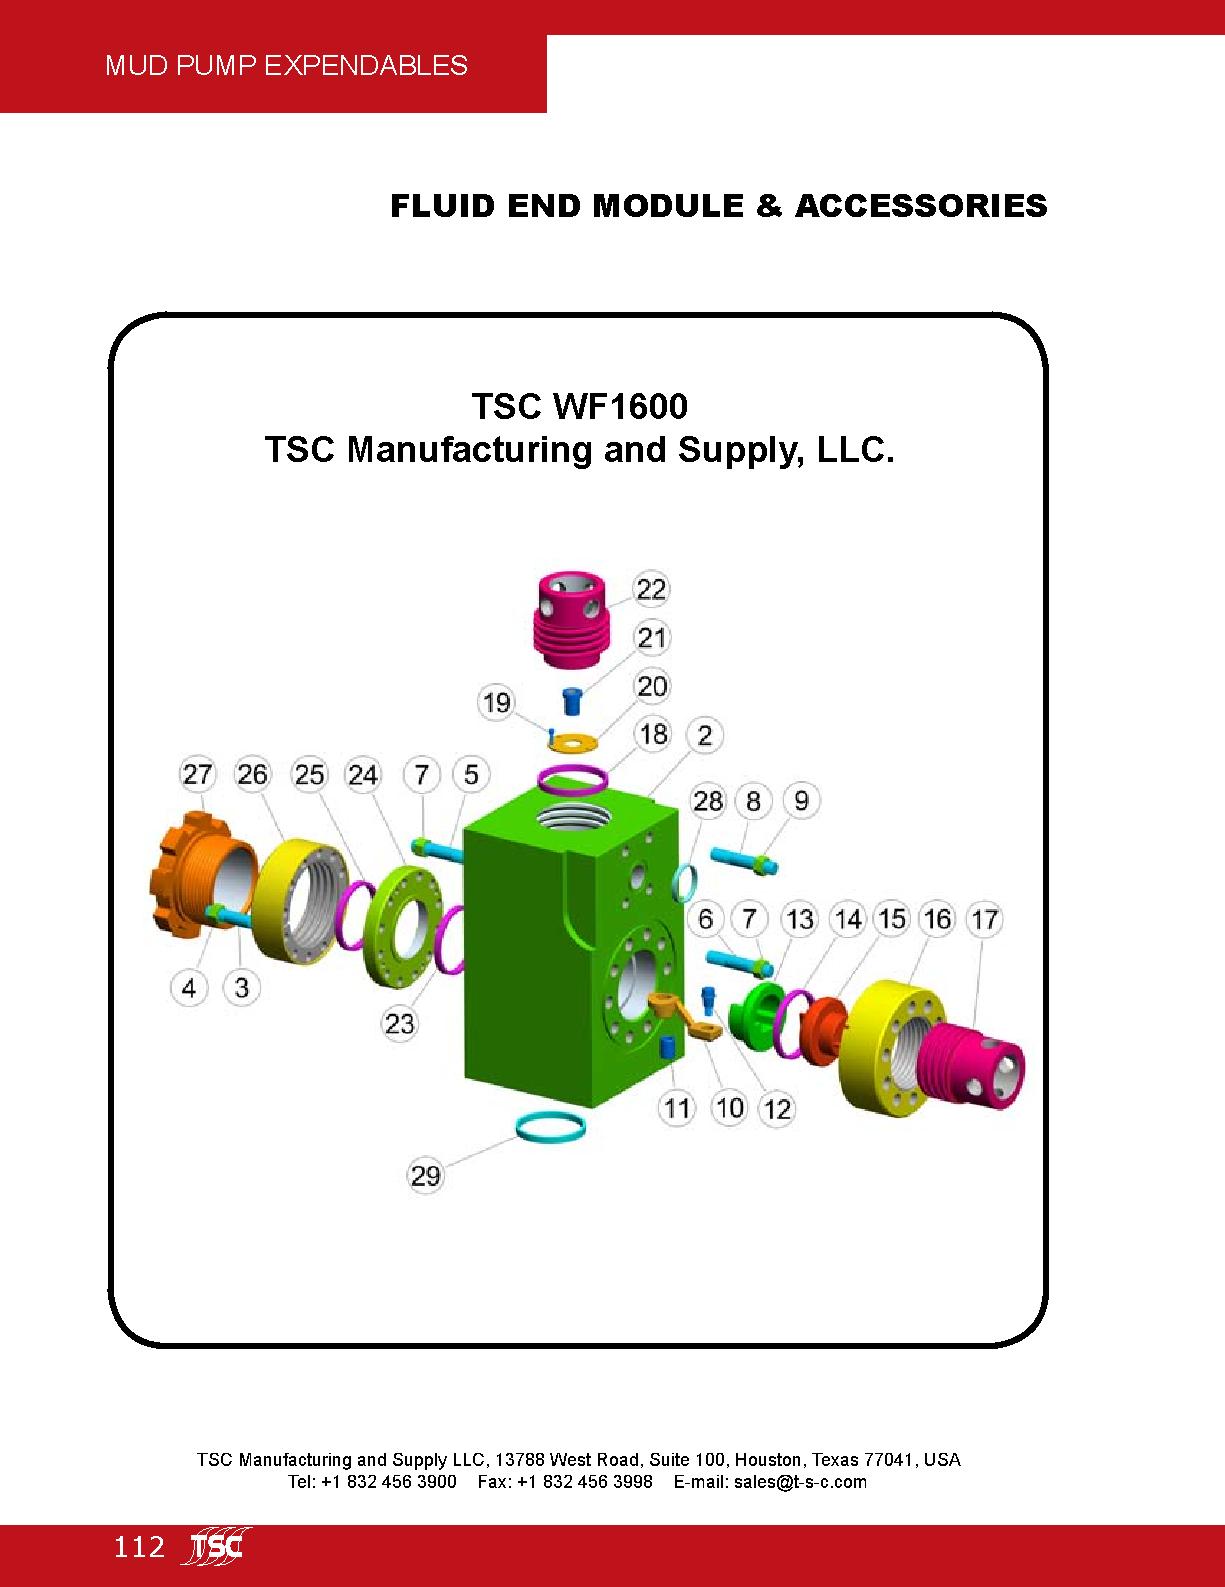 MUD PUMP EXPENDABLES
FLUID END MODULE & ACCESSORIES
TSC WF1600
TSC Manufacturing and Supply, LLC.
22
21
20
19
18 2
27 26 25 24 7 5
28 8 9
6 7 13 14 15 16 17
4 3
23
11 10 12
29
TSC Manufacturing and Supply LLC, 13788 West Road, Suite 100, Houston, Texas 77041, USA
Tel: +1 832 456 3900 Fax: +1 832 456 3998 E-mail: sales@t-s-c.com
112 TSC